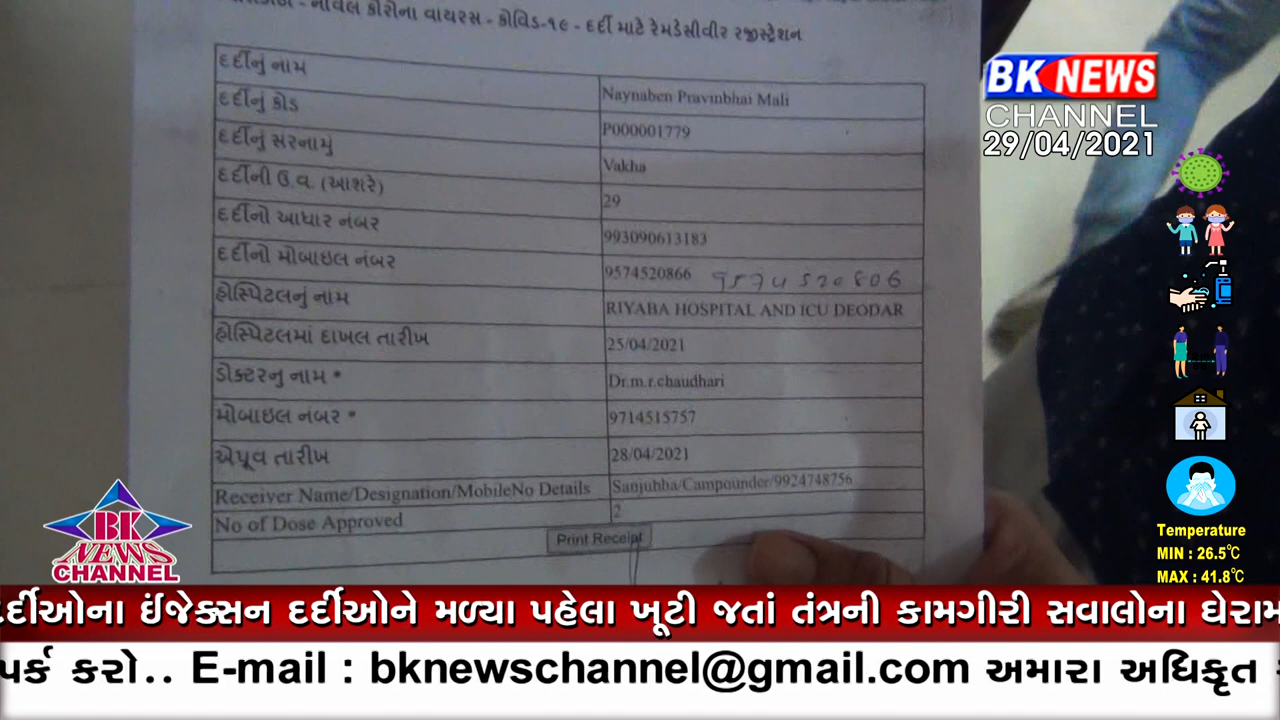 - નોવેલ કોરોના વાયરસ - કોવિડ-૧૯ - દર્દી માટે રેમડેસીવીર રજીસ્ટ્રેશન
દર્દીનું નામ Naynaben Pravinbhai Mali
દર્દીનું કોડ P000001779
દર્દીનું સરનામું Vakha
દર્દીની ઉ.વ. (આશરે) 29
દર્દીનો આધાર નંબર 993090613183
દર્દીનો મોબાઇલ નંબર 9574520866 9574520806
હોસ્પિટલનું નામ RIYABA HOSPITAL AND ICU DEODAR
હોસ્પિટલમાં દાખલ તારીખ 25/04/2021
ડોક્ટરનુ નામ * Dr.m.r.chaudhari
મોબાઇલ નંબર * 9714515757
એપ્રૂવ તારીખ 28/04/2021
Receiver Name/Designation/MobileNo Details Sanjubha/Campounder/9924748756
No of Dose Approved 2
Print Receipt
BK NEWS
CHANNEL
29/04/2021
Temperature
MIN : 26.5℃
MAX : 41.8℃
BK
NEWS
CHANNEL
દર્દીઓના ઈંજેક્સન દર્દીઓને મળ્યા પહેલા ખૂટી જતાં તંત્રની કામગીરી સવાલોના ઘેરામ
પર્ક કરો.. E-mail : bknewschannel@gmail.com અમારા અધિકૃત